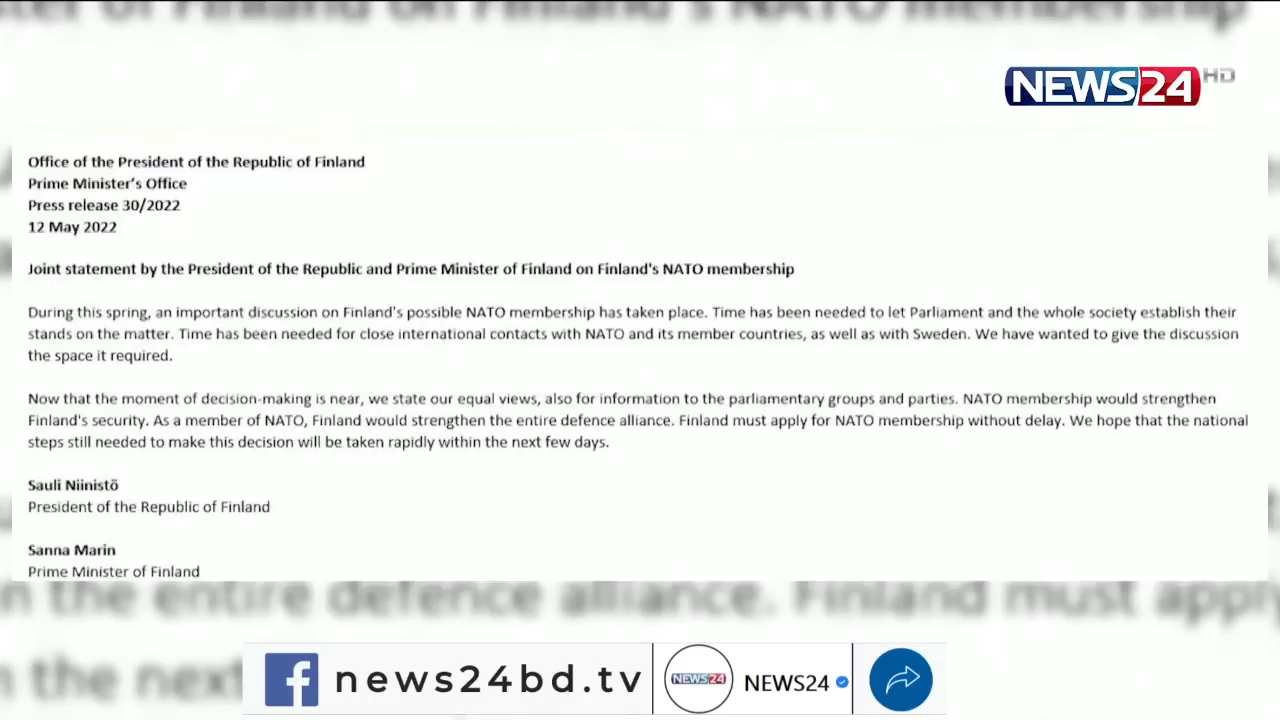 of Finland on Finland's NATO membership
NEWS24 HD
Office of the President of the Republic of Finland
Prime Minister's Office
Press release 30/2022
12 May 2022
Joint statement by the President of the Republic and Prime Minister of Finland on Finland's NATO membership
During this spring, an important discussion on Finland's possible NATO membership has taken place. Time has been needed to let Parliament and the whole society establish their
stands on the matter. Time has been needed for close international contacts with NATO and its member countries, as well as with Sweden. We have wanted to give the discussion
the space it required.
Now that the moment of decision-making is near, we state our equal views, also for information to the parliamentary groups and parties. NATO membership would strengthen
Finland's security. As a member of NATO, Finland would strengthen the entire defence alliance. Finland must apply for NATO membership without delay. We hope that the national
steps still needed to make this decision will be taken rapidly within the next few days.
Sauli Niinistö
President of the Republic of Finland
Sanna Marin
Prime Minister of Finland
n the entire defence alliance. Finland must apply
n the next
news24bd.tv NEWS24 NEWS24